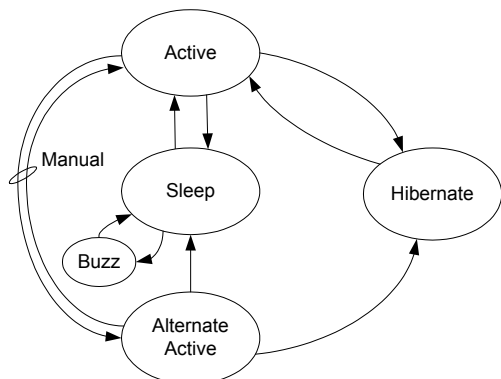 Active
Manual
Sleep
Hibernate
Buzz
Alternate
Active